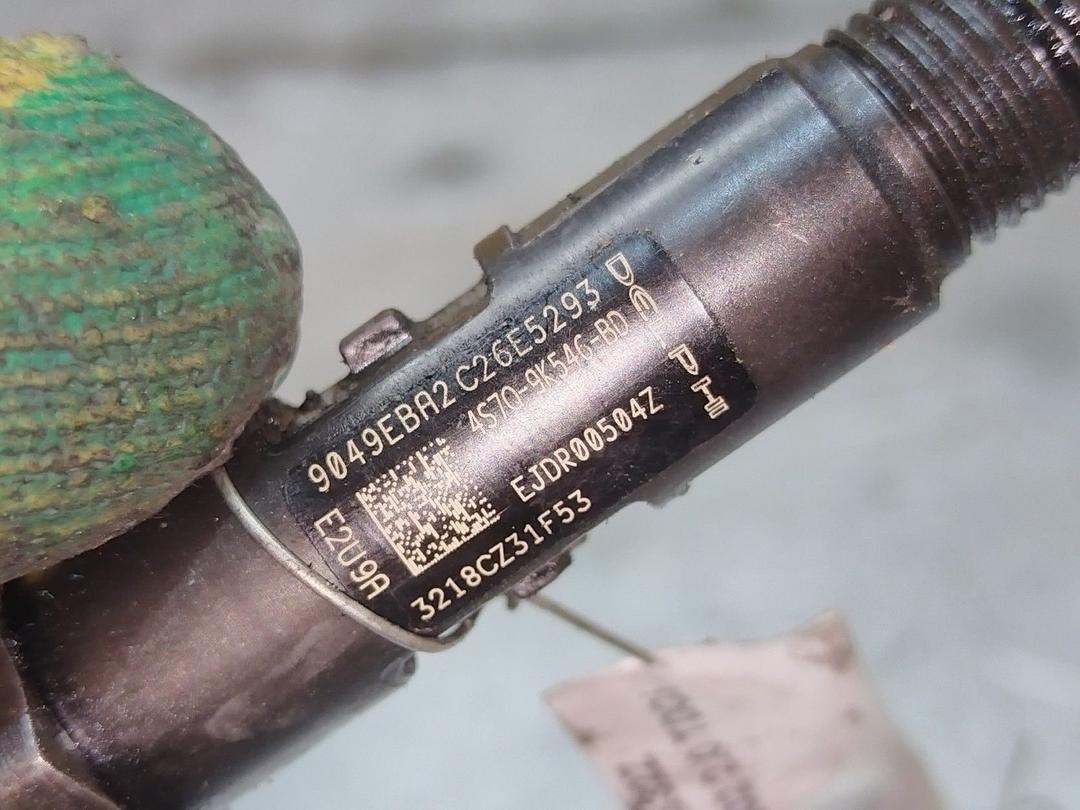 9049EBA2 C26E5293
4S7Q-9K546-BD
EJDR00504Z
3218CZ31F53
E2U9A
DELPHI